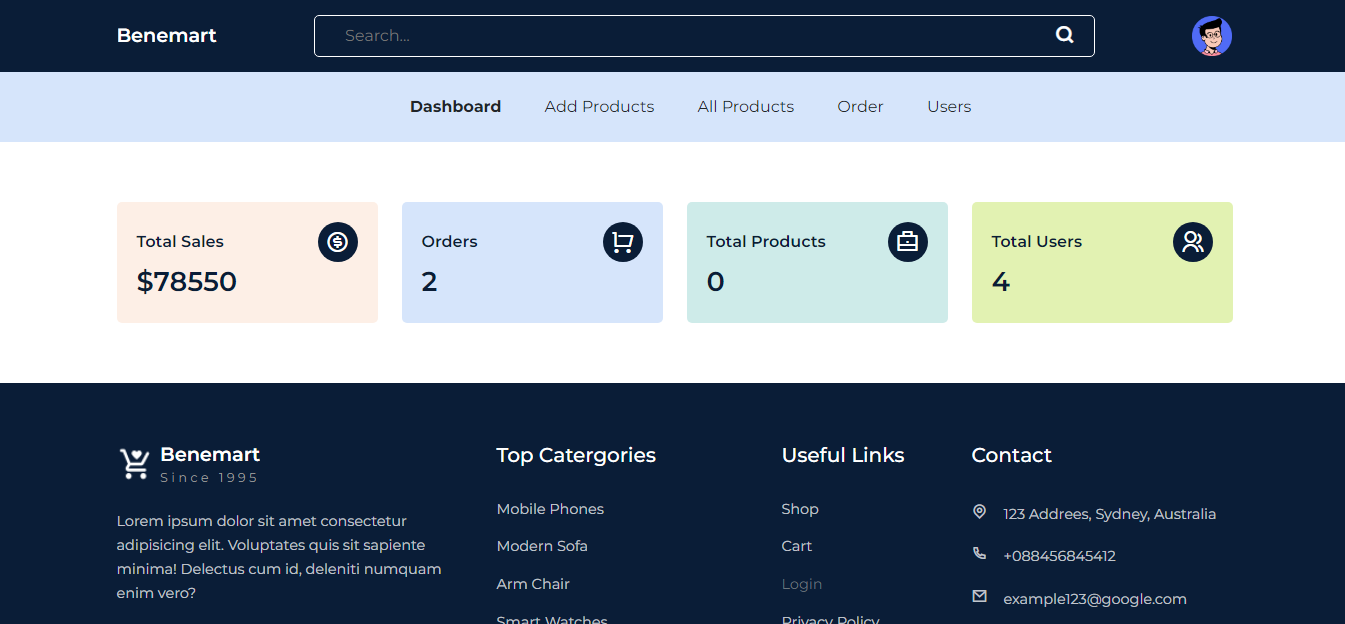 Benemart
Search...
Dashboard Add Products All Products Order Users
Total Sales
$78550
Orders
2
Total Products
0
Total Users
4
Benemart
Since 1995
Lorem ipsum dolor sit amet consectetur
adipisicing elit. Voluptates quis sit sapiente
minima! Delectus cum id, deleniti numquam
enim vero?
Top Catergories
Mobile Phones
Modern Sofa
Arm Chair
Smart Watches
Useful Links
Shop
Cart
Login
Privacy Policy
Contact
123 Addrees, Sydney, Australia
+088456845412
example123@google.com